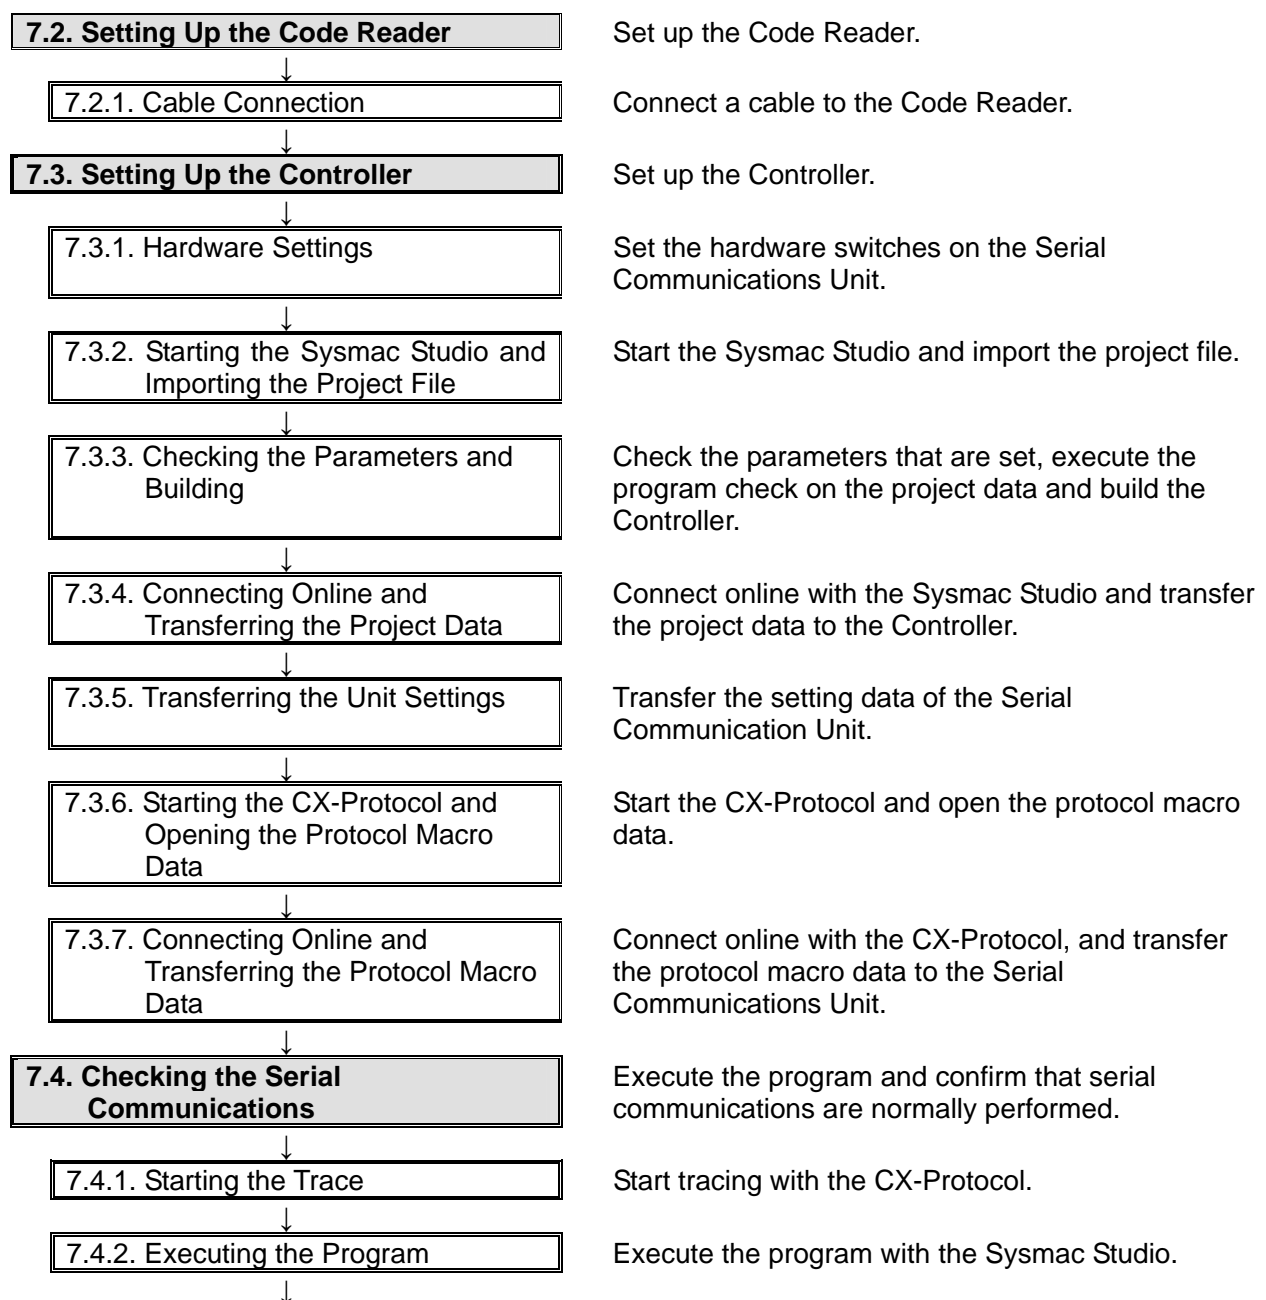 7.2. Setting Up the Code Reader
Set up the Code Reader.
↓
7.2.1. Cable Connection
Connect a cable to the Code Reader.
↓
7.3. Setting Up the Controller
Set up the Controller.
↓
7.3.1. Hardware Settings
Set the hardware switches on the Serial
Communications Unit.
↓
7.3.2. Starting the Sysmac Studio and
Importing the Project File
Start the Sysmac Studio and import the project file.
↓
7.3.3. Checking the Parameters and
Building
Check the parameters that are set, execute the
program check on the project data and build the
Controller.
↓
7.3.4. Connecting Online and
Transferring the Project Data
Connect online with the Sysmac Studio and transfer
the project data to the Controller.
↓
7.3.5. Transferring the Unit Settings
Transfer the setting data of the Serial
Communication Unit.
↓
7.3.6. Starting the CX-Protocol and
Opening the Protocol Macro
Data
Start the CX-Protocol and open the protocol macro
data.
↓
7.3.7. Connecting Online and
Transferring the Protocol Macro
Data
Connect online with the CX-Protocol, and transfer
the protocol macro data to the Serial
Communications Unit.
↓
7.4. Checking the Serial
Communications
Execute the program and confirm that serial
communications are normally performed.
↓
7.4.1. Starting the Trace
Start tracing with the CX-Protocol.
↓
7.4.2. Executing the Program
Execute the program with the Sysmac Studio.
↓